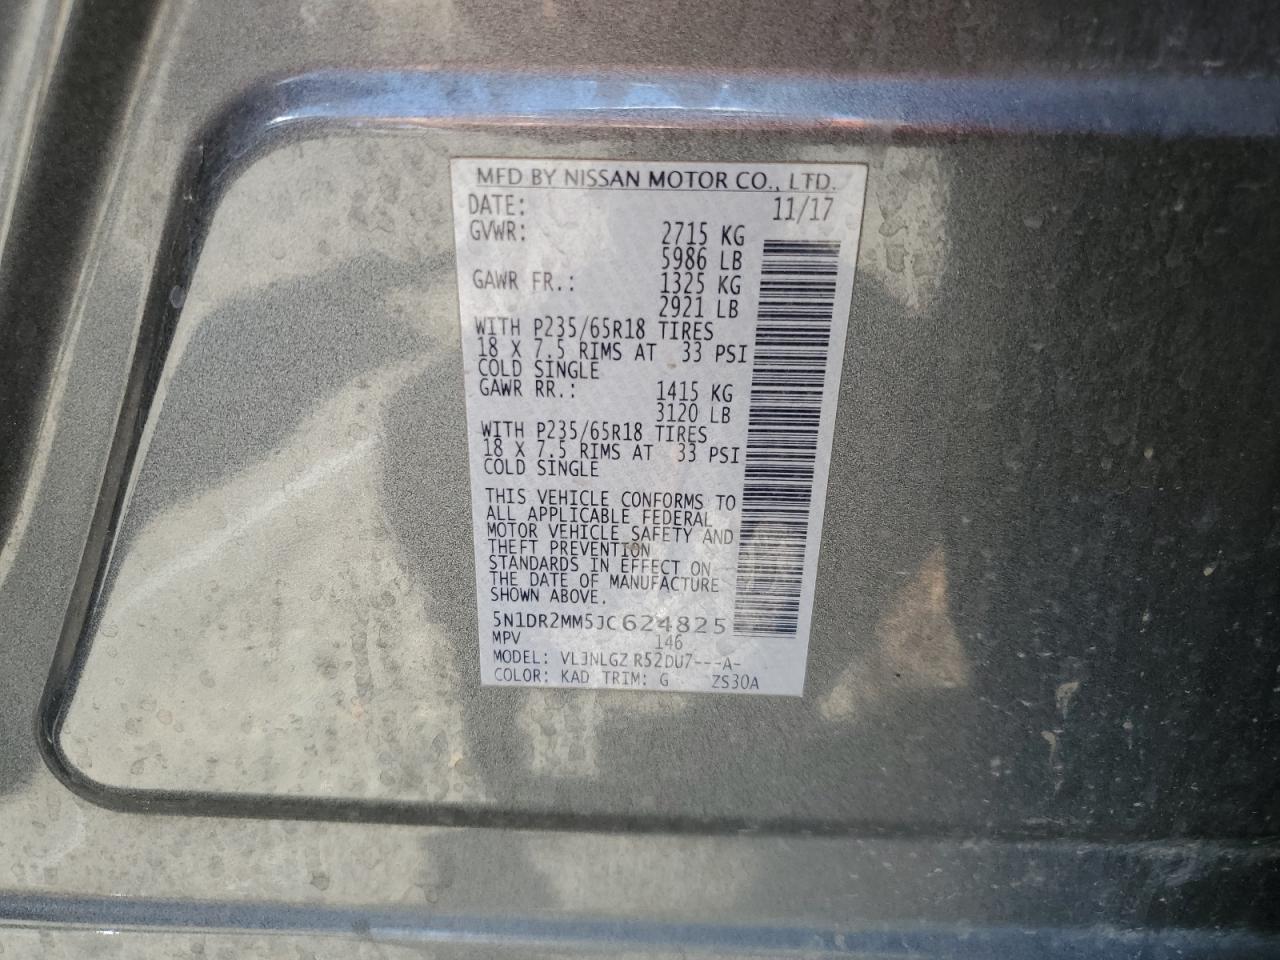 MFD BY NISSAN MOTOR CO., LTD.
DATE: 11/17
GVWR: 2715 KG
5986 LB
GAWR FR.: 1325 KG
2921 LB
WITH P235/65R18 TIRES
18 X 7.5 RIMS AT 33 PSI
COLD SINGLE
GAWR RR.: 1415 KG
3120 LB
WITH P235/65R18 TIRES
18 X 7.5 RIMS AT 33 PSI
COLD SINGLE
THIS VEHICLE CONFORMS TO
ALL APPLICABLE FEDERAL
MOTOR VEHICLE SAFETY AND
THEFT PREVENTION
STANDARDS IN EFFECT ON
THE DATE OF MANUFACTURE
SHOWN ABOVE.
5N1DR2MM5JC624825
MPV 146
MODEL: VL3NLGZ R52DU7---A-
COLOR: KAD TRIM: G ZS30A